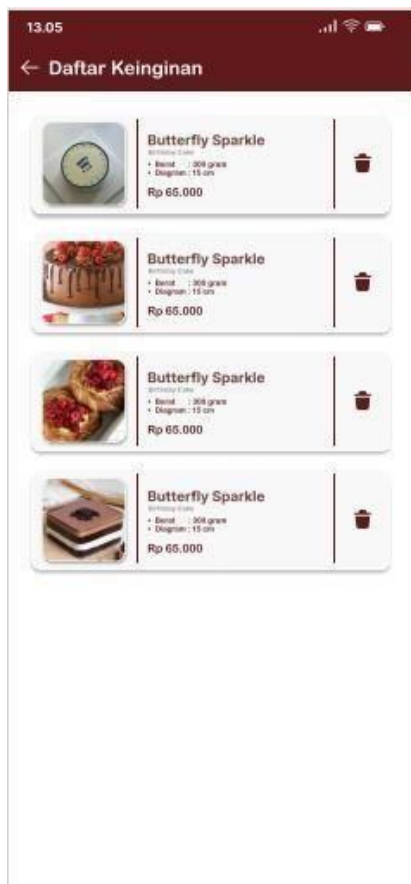 13.05
Daftar Keinginan
Butterfly Sparkle
Birthday Cake
• Berat : 300 gram
• Diagram : 15 cm
Rp 65.000
Butterfly Sparkle
Birthday Cake
• Berat : 300 gram
• Diagram : 15 cm
Rp 65.000
Butterfly Sparkle
Birthday Cake
• Berat : 300 gram
• Diagram : 15 cm
Rp 65.000
Butterfly Sparkle
Birthday Cake
• Berat : 300 gram
• Diagram : 15 cm
Rp 65.000